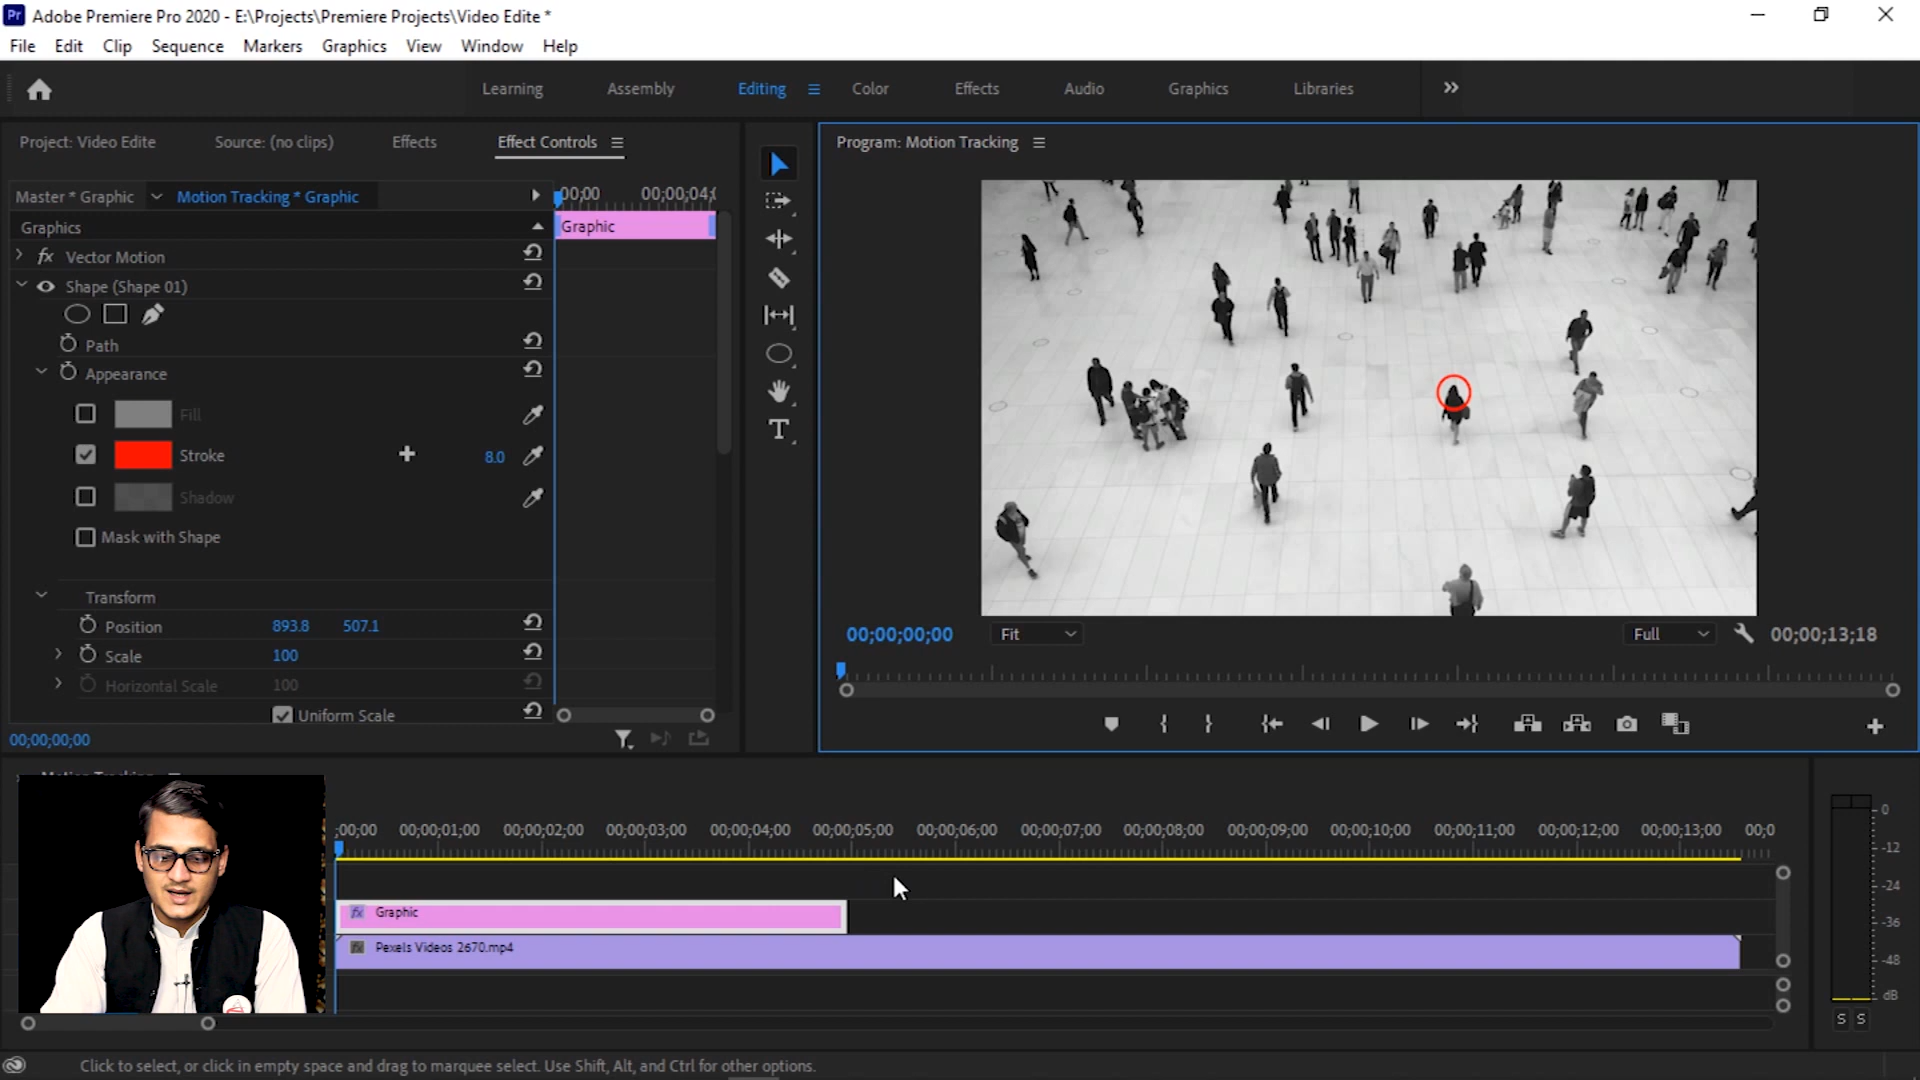 Pr Adobe Premiere Pro 2020 - E:\Projects\Premiere Projects\Video Edite *
File Edit Clip Sequence Markers Graphics View Window Help
Learning Assembly Editing Color Effects Audio Graphics Libraries
Project: Video Edite Source: (no clips) Effects Effect Controls
Program: Motion Tracking
Master * Graphic Motion Tracking * Graphic
:00;00 00;00;04;0
Graphics
Graphic
fx Vector Motion
Shape (Shape 01)
Path
Appearance
Fill
Stroke 8.0
Shadow
Mask with Shape
Transform
Position 893.8 507.1
Scale 100
Horizontal Scale 100
Uniform Scale
00;00;00;00
00;00;00;00 Fit Full 00;00;13;18
Motion Tracking
;00;00 00;00;01;00 00;00;02;00 00;00;03;00 00;00;04;00 00;00;05;00 00;00;06;00 00;00;07;00 00;00;08;00 00;00;09;00 00;00;10;00 00;00;11;00 00;00;12;00 00;00;13;00 00;0
fx Graphic
fx Pexels Videos 2670.mp4
0
-12
-24
-36
-48
dB
S S
Click to select, or click in empty space and drag to marquee select. Use Shift, Alt, and Ctrl for other options.